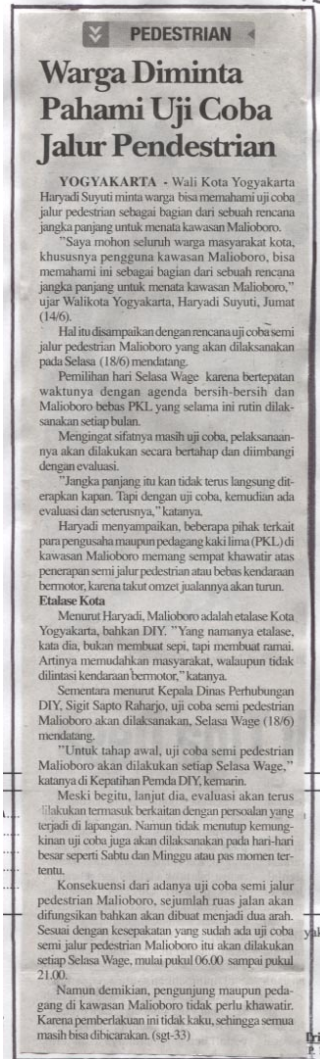 PEDESTRIAN
Warga Diminta
Pahami Uji Coba
Jalur Pendestrian
YOGYAKARTA - Wali Kota Yogyakarta
Haryadi Suyuti minta warga bisa memahami uji coba
jalur pedestrian sebagai bagian dari sebuah rencana
jangka panjang untuk menata kawasan Malioboro.
"Saya mohon seluruh warga masyarakat kota,
khususnya pengguna kawasan Malioboro, bisa
memahami ini sebagai bagian dari sebuah rencana
jangka panjang untuk menata kawasan Malioboro,"
ujar Walikota Yogyakarta, Haryadi Suyuti, Jumat
(14/6).
Hal itu disampaikan dengan rencana uji coba semi
jalur pedestrian Malioboro yang akan dilaksanakan
pada Selasa (18/6) mendatang.
Pemilihan hari Selasa Wage karena bertepatan
waktunya dengan agenda bersih-bersih dan
Malioboro bebas PKL yang selama ini rutin dilak-
sanakan setiap bulan.
Mengingat sifatnya masih uji coba, pelaksanaan-
nya akan dilakukan secara bertahap dan diimbangi
dengan evaluasi.
"Jangka panjang itu kan tidak terus langsung dit-
erapkan kapan. Tapi dengan uji coba, kemudian ada
evaluasi dan seterusnya," katanya.
Haryadi menyampaikan, beberapa pihak terkait
para pengusaha maupun pedagang kaki lima (PKL) di
kawasan Malioboro memang sempat khawatir atas
penerapan semi jalur pedestrian atau bebas kendaraan
bermotor, karena takut omzet jualannya akan turun.
Etalase Kota
Menurut Haryadi, Malioboro adalah etalase Kota
Yogyakarta, bahkan DIY. "Yang namanya etalase,
kata dia, bukan membuat sepi, tapi membuat ramai.
Artinya memudahkan masyarakat, walaupun tidak
dilintasi kendaraan bermotor," katanya.
Sementara menurut Kepala Dinas Perhubungan
DIY, Sigit Sapto Raharjo, uji coba semi pedestrian
Malioboro akan dilaksanakan, Selasa Wage (18/6)
mendatang.
"Untuk tahap awal, uji coba semi pedestrian
Malioboro akan dilakukan setiap Selasa Wage,"
katanya di Kepatihan Pemda DIY, kemarin.
Meski begitu, lanjut dia, evaluasi akan terus
dilakukan termasuk berkaitan dengan persoalan yang
terjadi di lapangan. Namun tidak menutup kemung-
kinan uji coba juga akan dilaksanakan pada hari-hari
besar seperti Sabtu dan Minggu atau pas momen ter-
tentu.
Konsekuensi dari adanya uji coba semi jalur
pedestrian Malioboro, sejumlah ruas jalan akan
difungsikan bahkan akan dibuat menjadi dua arah.
Sesuai dengan kesepakatan yang sudah ada uji coba
semi jalur pedestrian Malioboro itu akan dilakukan
setiap Selasa Wage, mulai pukul 06.00 sampai pukul
21.00.
Namun demikian, pengunjung maupun peda-
gang di kawasan Malioboro tidak perlu khawatir.
Karena pemberlakuan ini tidak kaku, sehingga semua
masih bisa dibicarakan. (sgt-33)